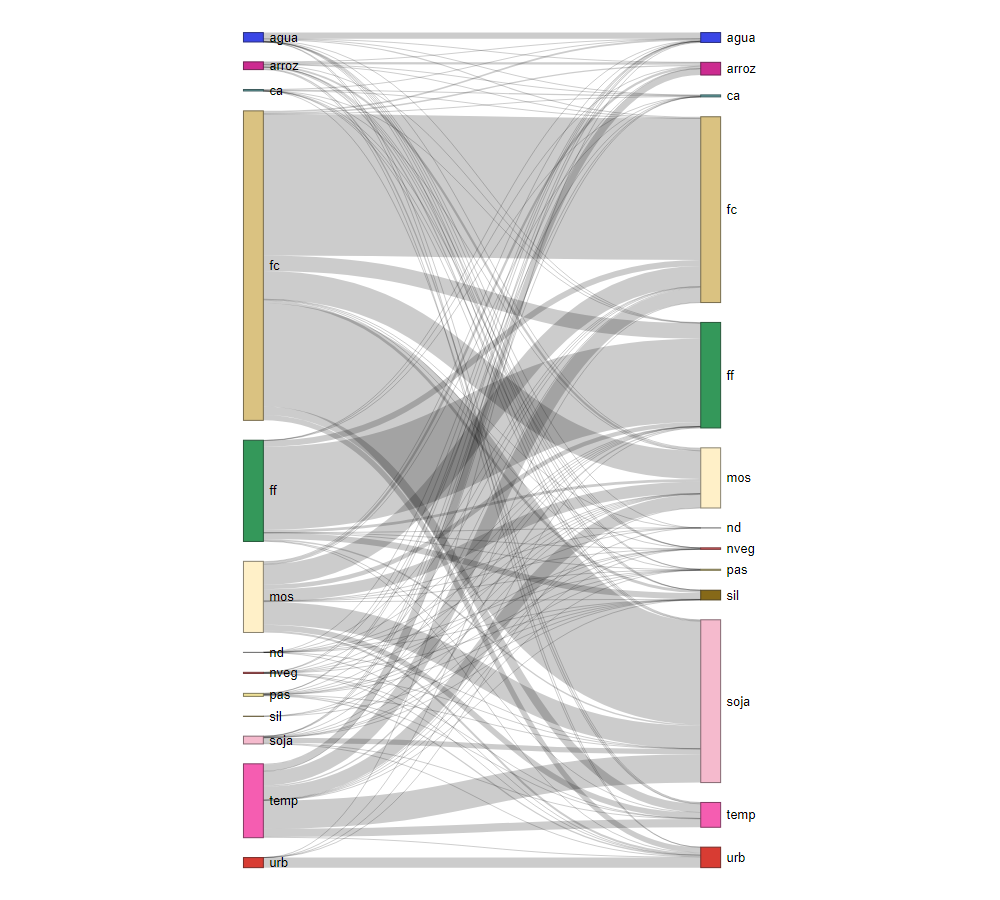 agua
arroz
ca
fc
ff
mos
nd
nveg
pas
sil
soja
temp
urb
agua
arroz
ca
fc
ff
mos
nd
nveg
pas
sil
soja
temp
urb